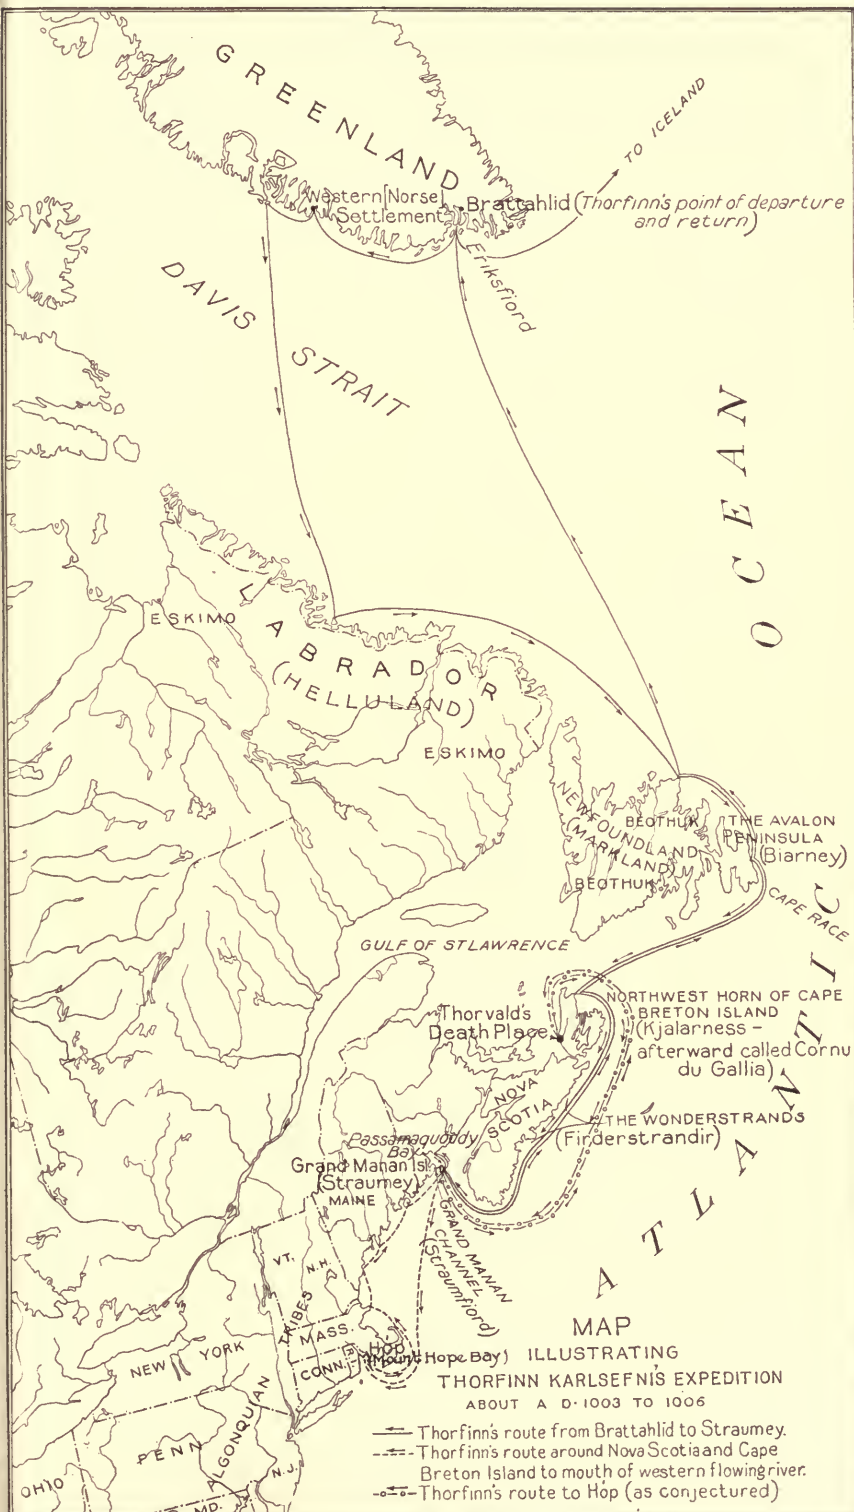 GREENLAND
TO ICELAND
Western [Norse]
Settlement
Brattahlid (Thorfinn's point of departure
and return)
Eriksfiord
DAVIS STRAIT
OCEAN
ESKIMO
LABRADOR
(HELLULAND)
ESKIMO
NEWFOUNDLAND
(MARKLAND)
BEOTHUK
BEOTHUK
THE AVALON
PENINSULA
(Biarney)
CAPE RACE
GULF OF ST LAWRENCE
ATLANTIC
NORTHWEST HORN OF CAPE
BRETON ISLAND
(Kjalarness –
afterward called Cornu
du Gallia)
Thorvald's
Death Place
NOVA
SCOTIA
THE WONDERSTRANDS
(Firderstrandir)
Passamaquoddy
Bay
Grand Manan Is.
(Straumey)
MAINE
GRAND MANAN
CHANNEL
(Straumfiord)
VT.
N.H.
MASS.
CONN.
R.I.
Hop
(Mount Hope Bay)
NEW YORK
ALGONQUIAN TRIBES
PENN
N.J.
OHIO
MD.
MAP
ILLUSTRATING
THORFINN KARLSEFNI'S EXPEDITION
ABOUT A D. 1003 TO 1006
Thorfinn's route from Brattahlid to Straumey.
Thorfinn's route around Nova Scotia and Cape
Breton Island to mouth of western flowing river.
Thorfinn's route to Hóp (as conjectured)